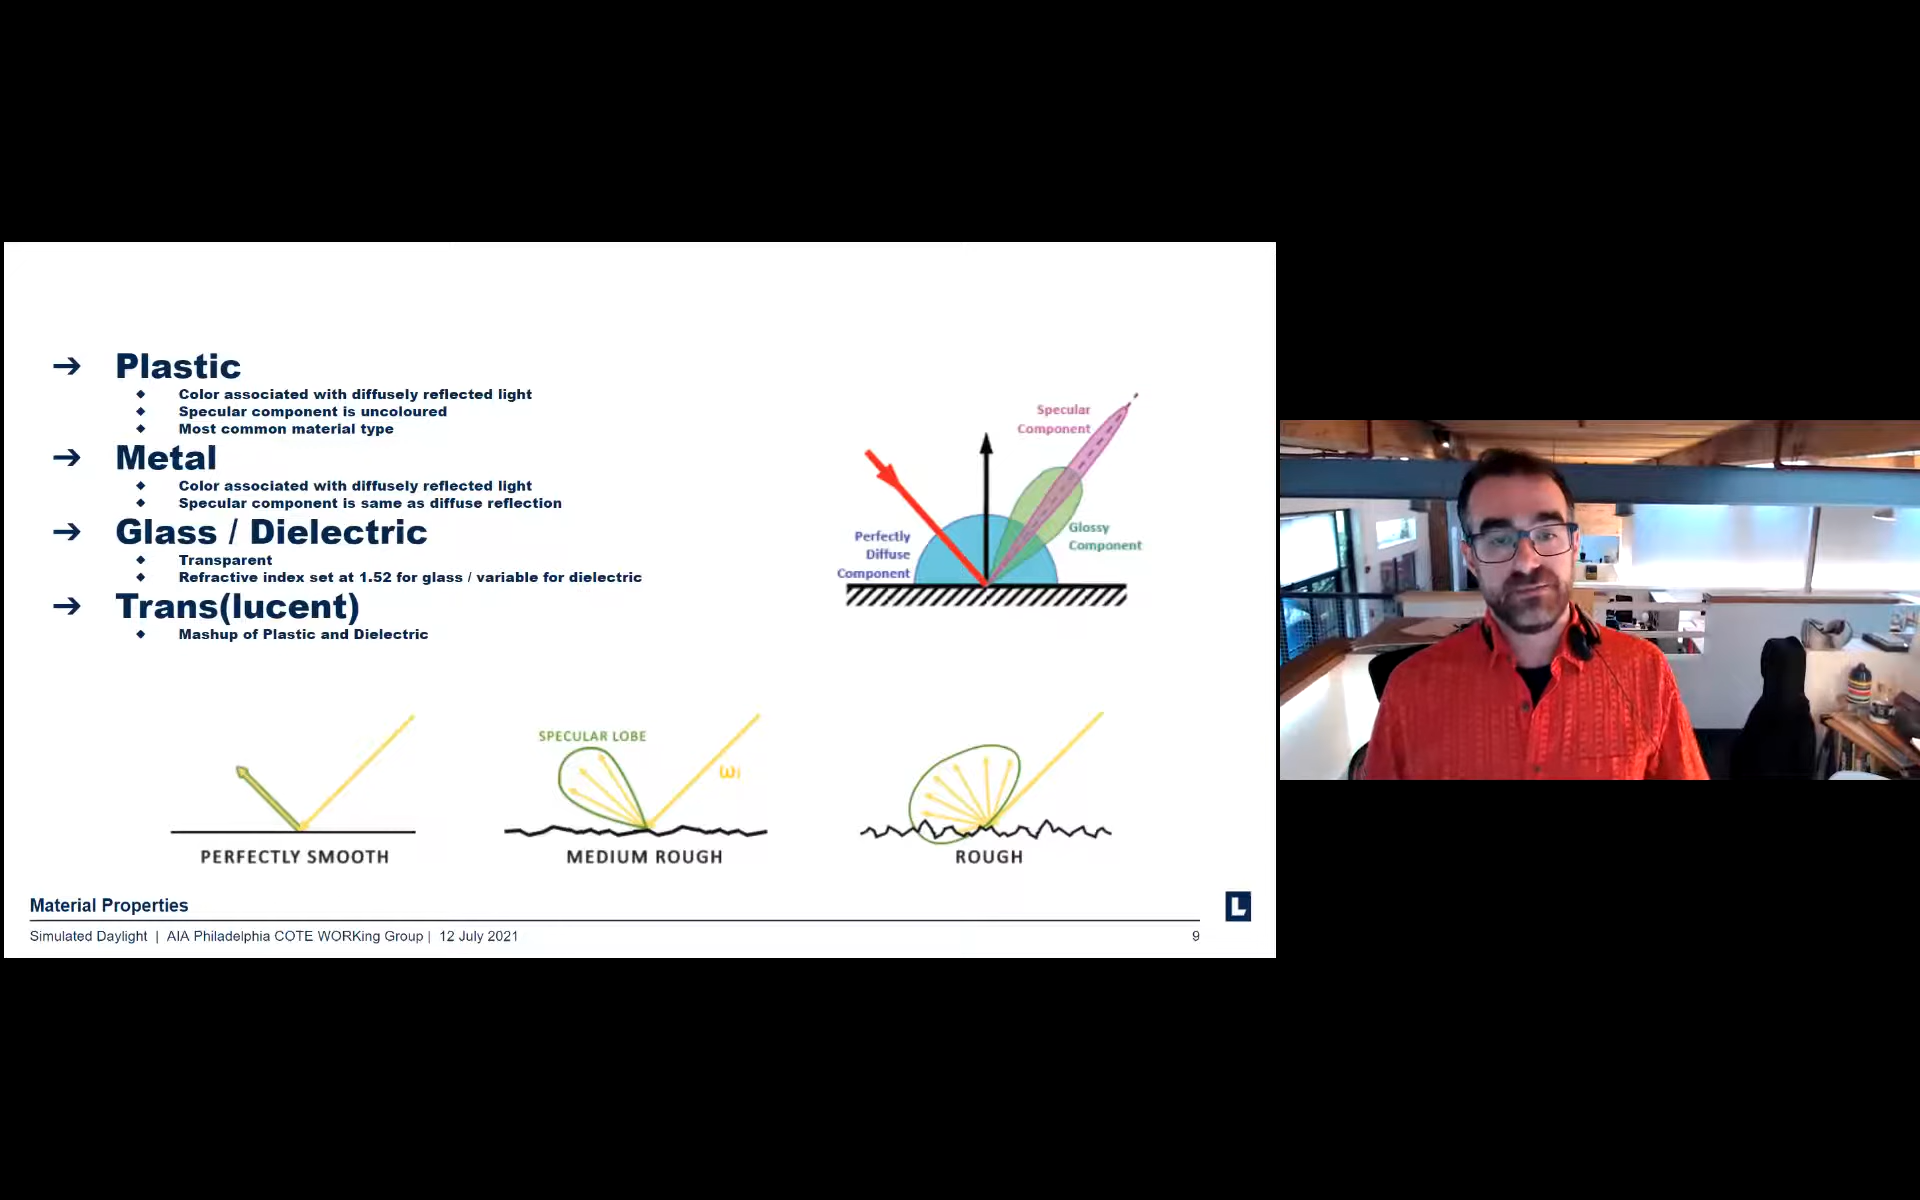 Plastic
Color associated with diffusely reflected light
Specular component is uncoloured
Most common material type
Metal
Color associated with diffusely reflected light
Specular component is same as diffuse reflection
Glass / Dielectric
Transparent
Refractive index set at 1.52 for glass / variable for dielectric
Trans(lucent)
Mashup of Plastic and Dielectric
Specular
Component
Glossy
Component
Perfectly
Diffuse
Component
SPECULAR LOBE
ωi
PERFECTLY SMOOTH
MEDIUM ROUGH
ROUGH
Material Properties
L
Simulated Daylight | AIA Philadelphia COTE WORKing Group | 12 July 2021
9